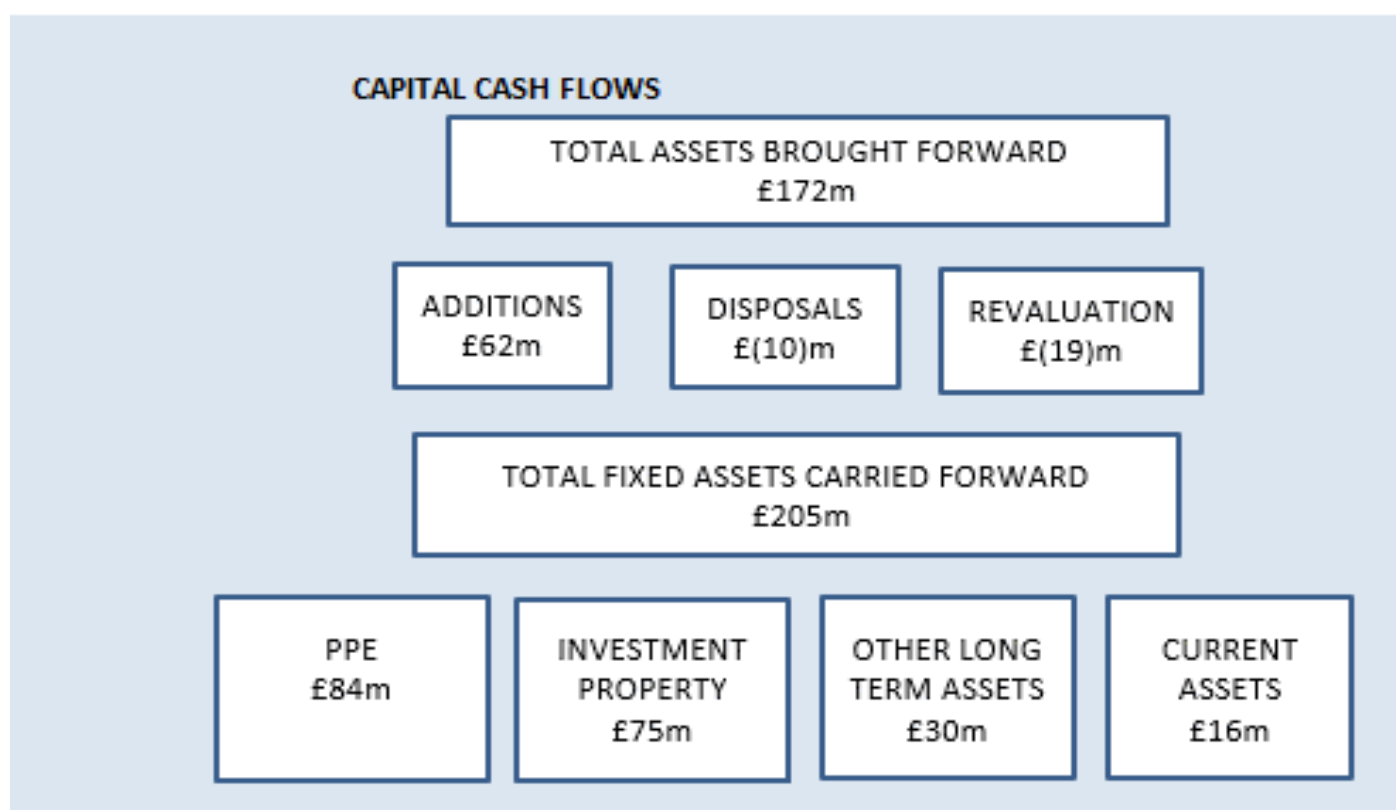 CAPITAL CASH FLOWS
TOTAL ASSETS BROUGHT FORWARD
£172m
ADDITIONS
£62m
DISPOSALS
£(10)m
REVALUATION
£(19)m
TOTAL FIXED ASSETS CARRIED FORWARD
£205m
PPE
£84m
INVESTMENT
PROPERTY
£75m
OTHER LONG
TERM ASSETS
£30m
CURRENT
ASSETS
£16m